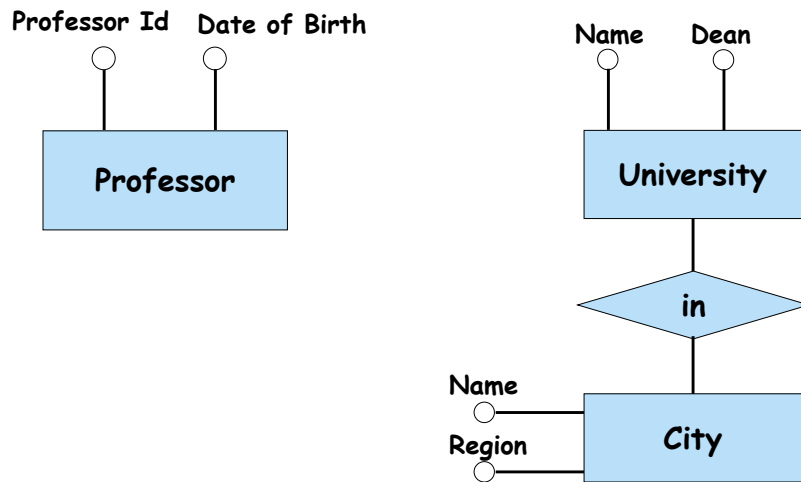 Professor Id
Date of Birth
Professor
Name
Dean
University
in
Name
Region
City